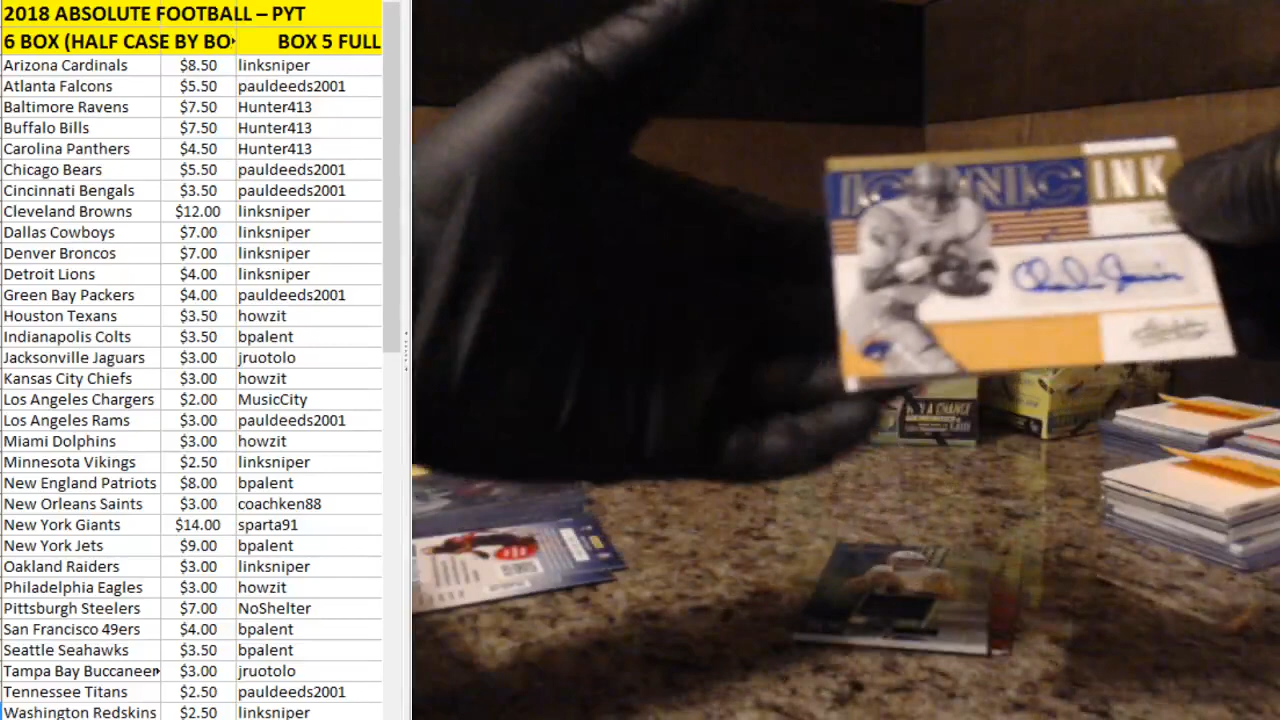 2018 ABSOLUTE FOOTBALL – PYT
6 BOX (HALF CASE BY BO BOX 5 FULL
Arizona Cardinals $8.50 linksniper
Atlanta Falcons $5.50 pauldeeds2001
Baltimore Ravens $7.50 Hunter413
Buffalo Bills $7.50 Hunter413
Carolina Panthers $4.50 Hunter413
Chicago Bears $5.50 pauldeeds2001
Cincinnati Bengals $3.50 pauldeeds2001
Cleveland Browns $12.00 linksniper
Dallas Cowboys $7.00 linksniper
Denver Broncos $7.00 linksniper
Detroit Lions $4.00 linksniper
Green Bay Packers $4.00 pauldeeds2001
Houston Texans $3.50 howzit
Indianapolis Colts $3.50 bpalent
Jacksonville Jaguars $3.00 jruotolo
Kansas City Chiefs $3.00 howzit
Los Angeles Chargers $2.00 MusicCity
Los Angeles Rams $3.00 pauldeeds2001
Miami Dolphins $3.00 howzit
Minnesota Vikings $2.50 linksniper
New England Patriots $8.00 bpalent
New Orleans Saints $3.00 coachken88
New York Giants $14.00 sparta91
New York Jets $9.00 bpalent
Oakland Raiders $3.00 linksniper
Philadelphia Eagles $3.00 howzit
Pittsburgh Steelers $7.00 NoShelter
San Francisco 49ers $4.00 bpalent
Seattle Seahawks $3.50 bpalent
Tampa Bay Buccaneer $3.00 jruotolo
Tennessee Titans $2.50 pauldeeds2001
Washington Redskins $2.50 linksniper
ICONIC INK